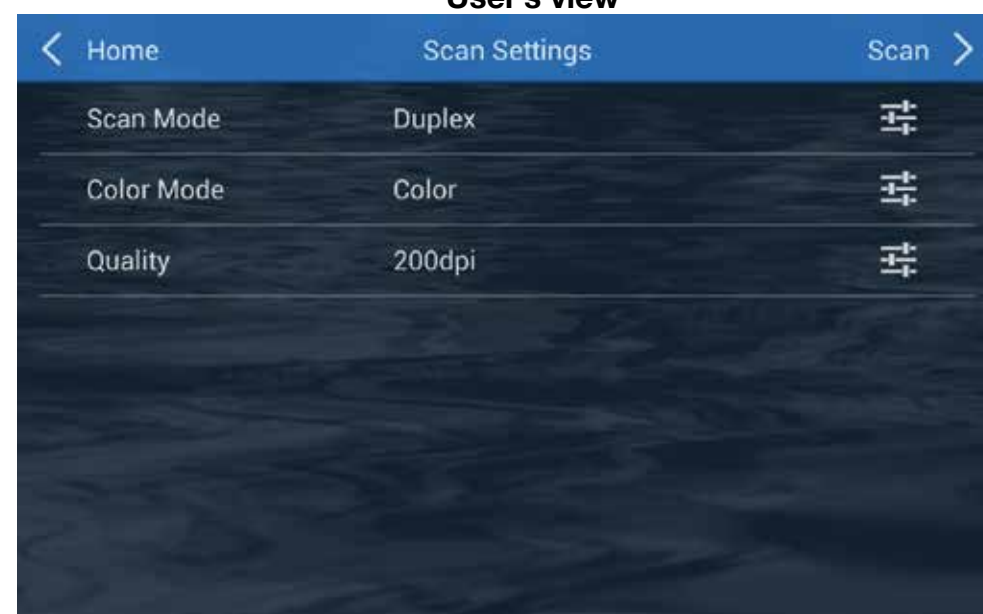 User's view
Home Scan Settings Scan
Scan Mode Duplex
Color Mode Color
Quality 200dpi